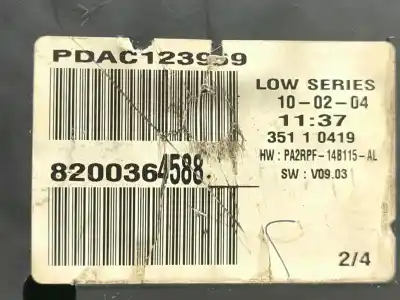 PDAC123959
LOW SERIES
10-02-04
11:37
351 1 0419
HW : PA2RPF-14B115-AL
SW : V09.03
8200364588
2/4